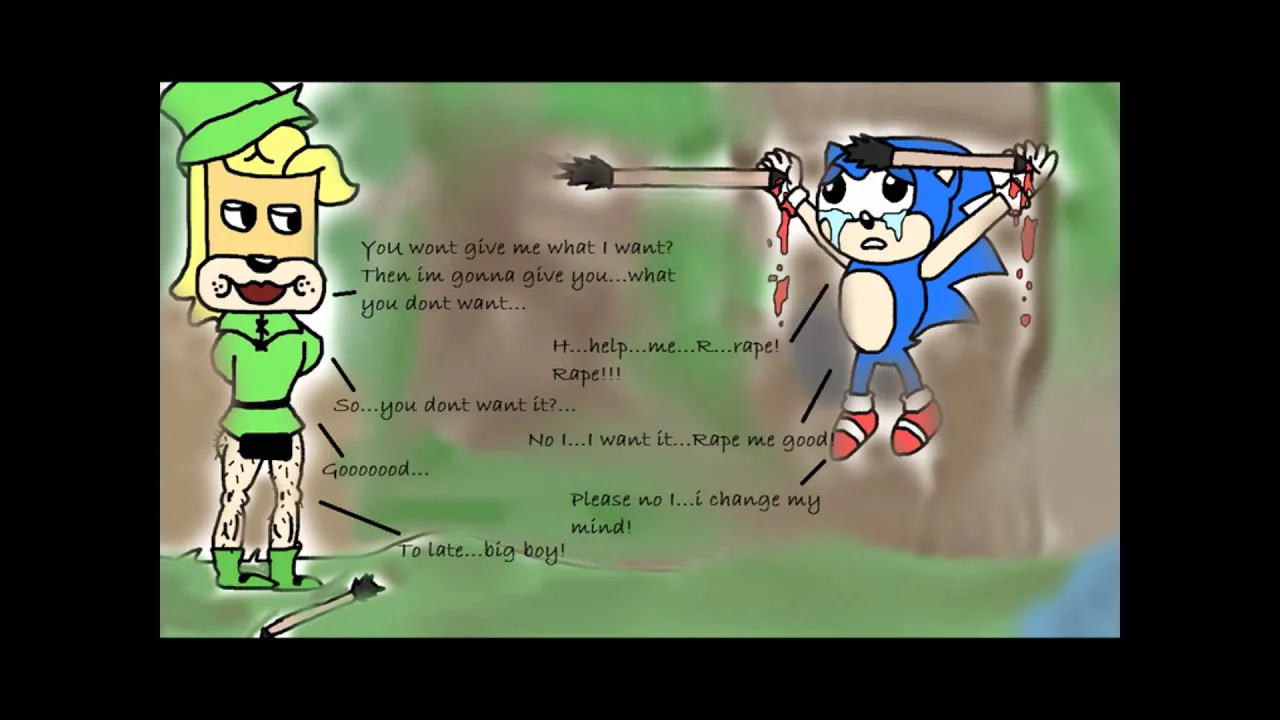 YoU wont give me what I want?
Then im gonna give you...what
you dont want...
H...help...me...R...rape!
Rape!!!
So...you dont want it?...
No I...I want it...Rape me good!
Gooooood...
Please no I...i change my
mind!
To late...big boy!